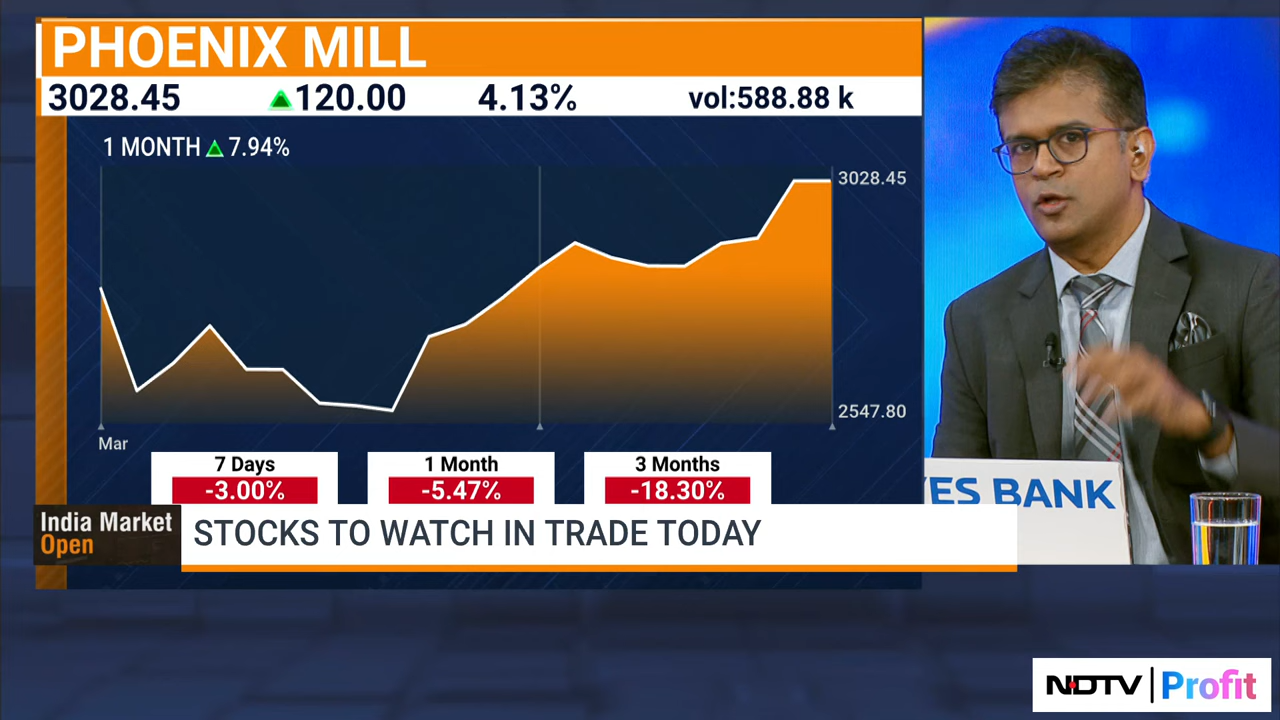 PHOENIX MILL
3028.45 ▲120.00 4.13% vol:588.88 k
1 MONTH ▲ 7.94%
3028.45
2547.80
Mar
7 Days
-3.00%
1 Month
-5.47%
3 Months
-18.30%
YES BANK
India Market
Open
STOCKS TO WATCH IN TRADE TODAY
NDTV | Profit